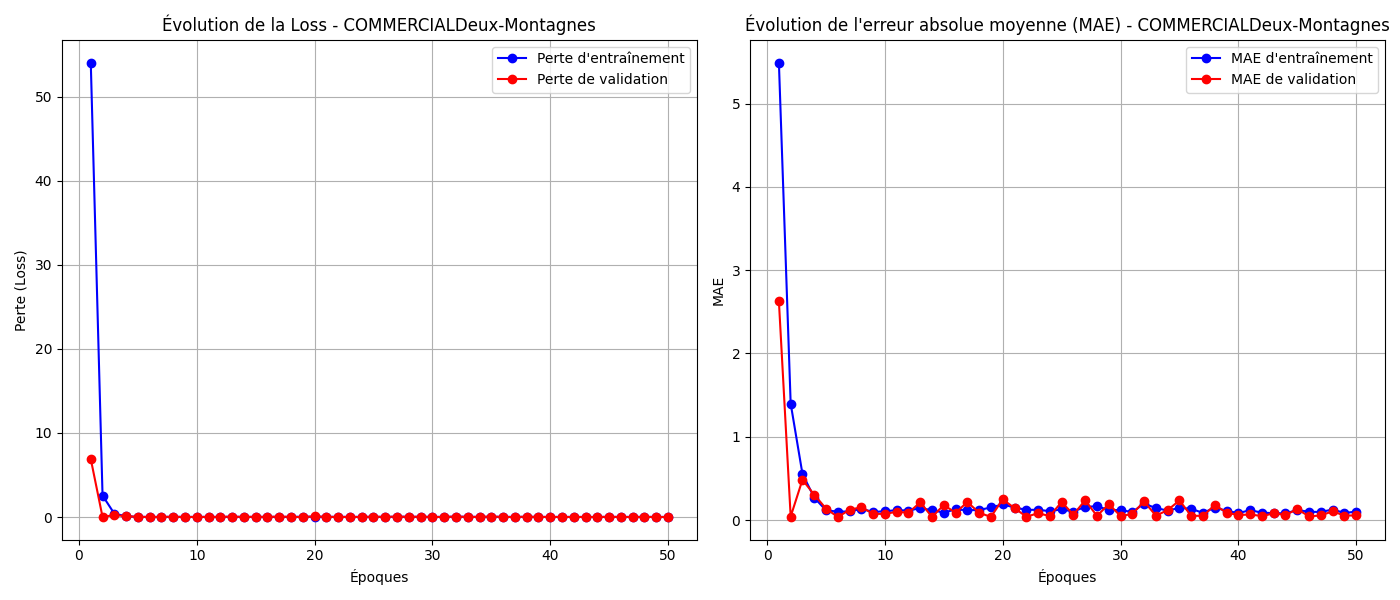 Évolution de la Loss - COMMERCIALDeux-Montagnes
Perte d'entraînement
Perte de validation
Perte (Loss)
50
40
30
20
10
0
0 10 20 30 40 50
Époques
Évolution de l'erreur absolue moyenne (MAE) - COMMERCIALDeux-Montagnes
MAE d'entraînement
MAE de validation
MAE
5
4
3
2
1
0
0 10 20 30 40 50
Époques